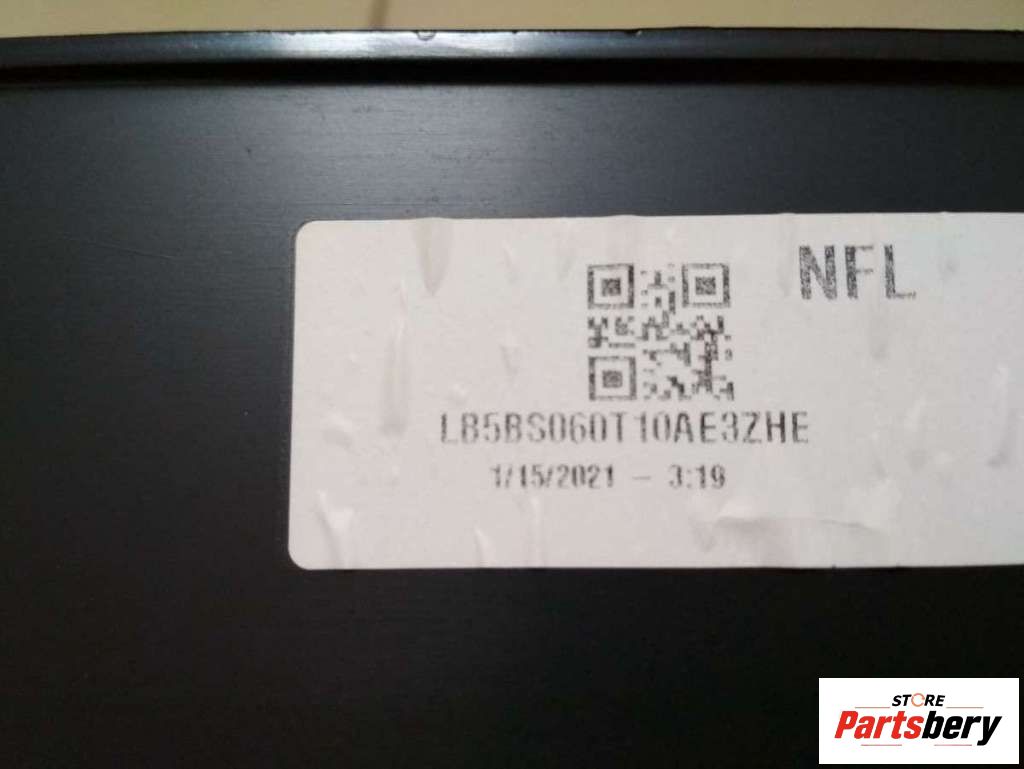 NFL
LB5BS060T10AE3ZHE
1/15/2021 - 3:19
STORE
Partsbery